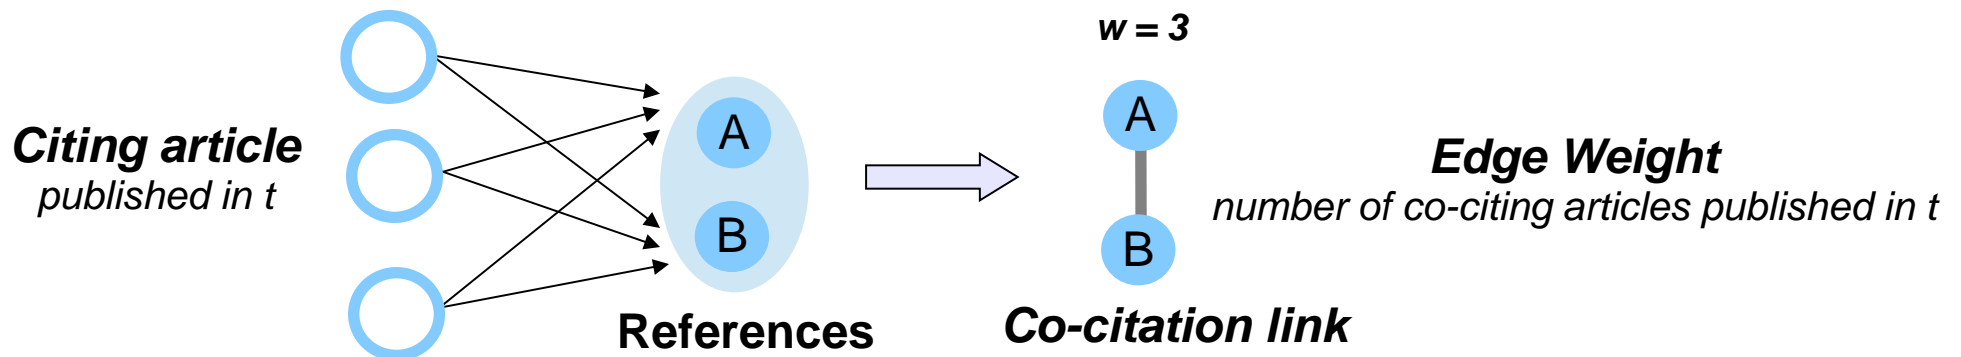 Citing article
published in t
A
B
References
w = 3
A
B
Co-citation link
Edge Weight
number of co-citing articles published in t